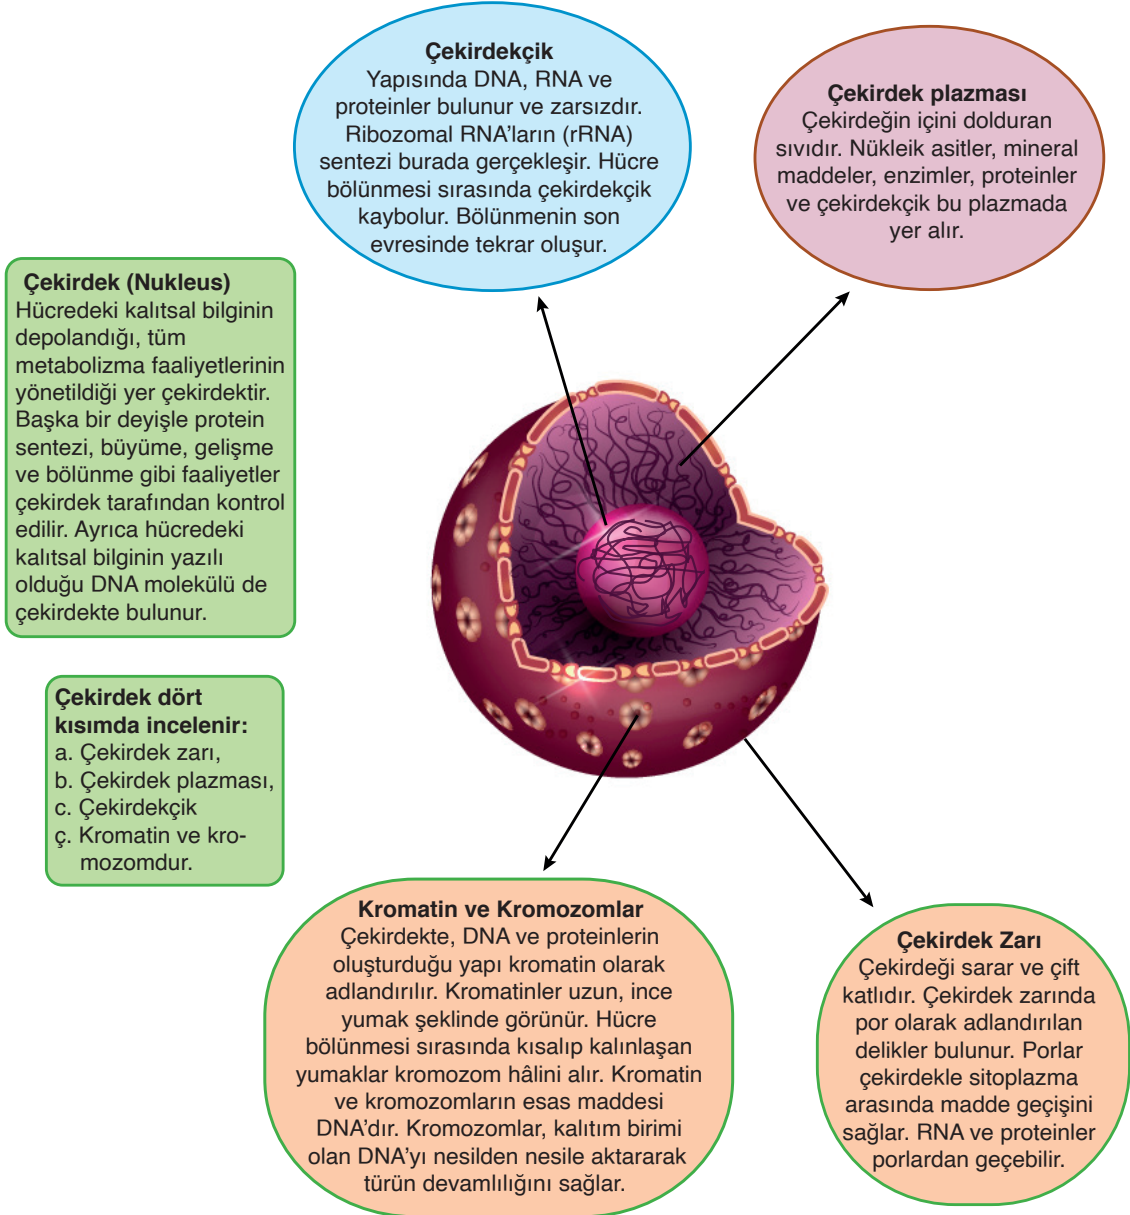 Çekirdekçik
Yapısında DNA, RNA ve
proteinler bulunur ve zarsızdır.
Ribozomal RNA’ların (rRNA)
sentezi burada gerçekleşir. Hücre
bölünmesi sırasında çekirdekçik
kaybolur. Bölünmenin son
evresinde tekrar oluşur.
Çekirdek plazması
Çekirdeğin içini dolduran
sıvıdır. Nükleik asitler, mineral
maddeler, enzimler, proteinler
ve çekirdekçik bu plazmada
yer alır.
Çekirdek (Nukleus)
Hücredeki kalıtsal bilginin
depolandığı, tüm
metabolizma faaliyetlerinin
yönetildiği yer çekirdektir.
Başka bir deyişle protein
sentezi, büyüme, gelişme
ve bölünme gibi faaliyetler
çekirdek tarafından kontrol
edilir. Ayrıca hücredeki
kalıtsal bilginin yazılı
olduğu DNA molekülü de
çekirdekte bulunur.
Çekirdek dört
kısımda incelenir:
a. Çekirdek zarı,
b. Çekirdek plazması,
c. Çekirdekçik
ç. Kromatin ve kro-
mozomdur.
Kromatin ve Kromozomlar
Çekirdekte, DNA ve proteinlerin
oluşturduğu yapı kromatin olarak
adlandırılır. Kromatinler uzun, ince
yumak şeklinde görünür. Hücre
bölünmesi sırasında kısalıp kalınlaşan
yumaklar kromozom hâlini alır. Kromatin
ve kromozomların esas maddesi
DNA’dır. Kromozomlar, kalıtım birimi
olan DNA’yı nesilden nesile aktararak
türün devamlılığını sağlar.
Çekirdek Zarı
Çekirdeği sarar ve çift
katlıdır. Çekirdek zarında
por olarak adlandırılan
delikler bulunur. Porlar
çekirdekle sitoplazma
arasında madde geçişini
sağlar. RNA ve proteinler
porlardan geçebilir.